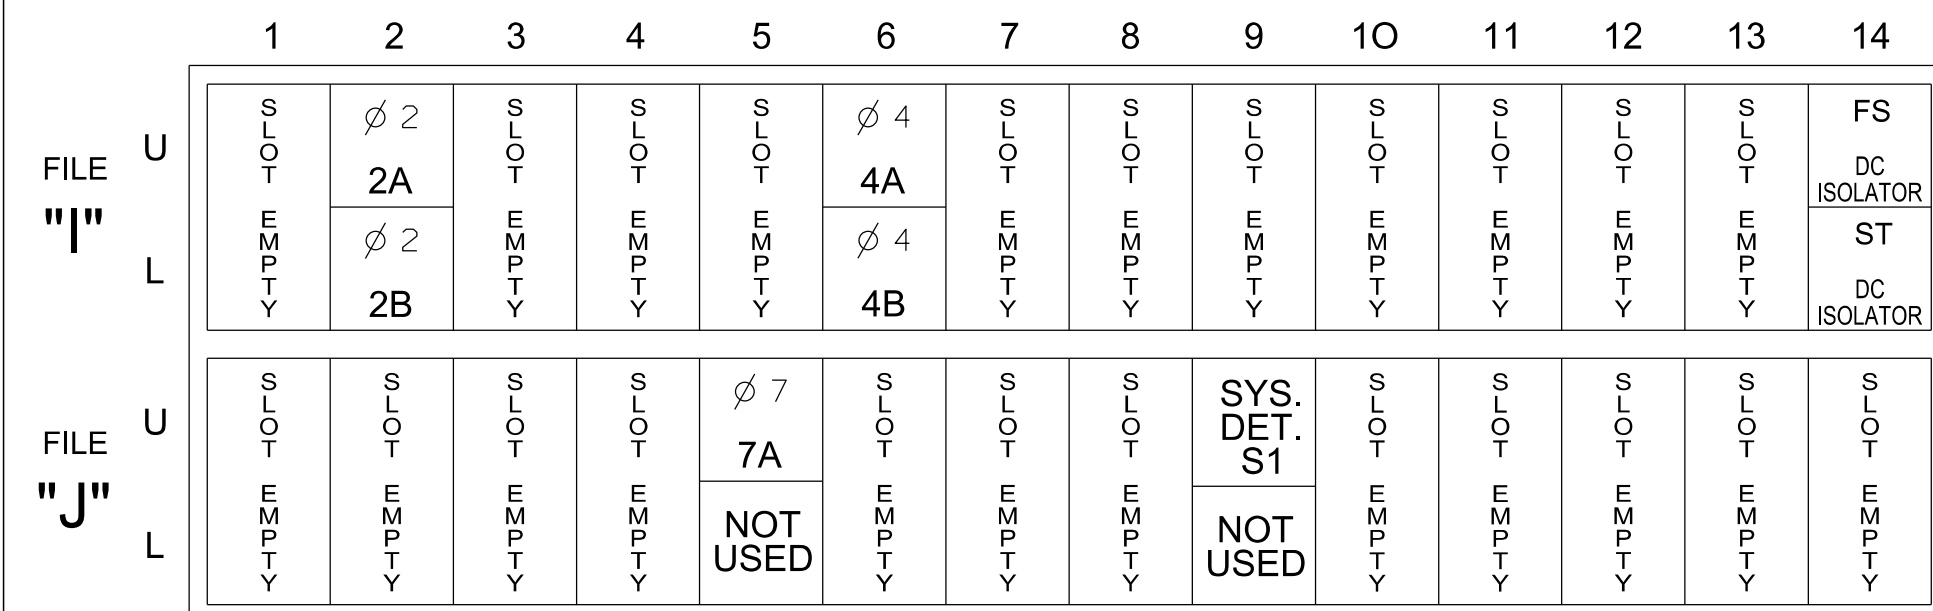 1 2 3 4 5 6 7 8 9 10 11 12 13 14
FILE "I"
U
L
SLOT EMPTY
Ø 2
2A
Ø 2
2B
SLOT EMPTY
SLOT EMPTY
SLOT EMPTY
Ø 4
4A
Ø 4
4B
SLOT EMPTY
SLOT EMPTY
SLOT EMPTY
SLOT EMPTY
SLOT EMPTY
SLOT EMPTY
SLOT EMPTY
FS
DC
ISOLATOR
ST
DC
ISOLATOR
FILE "J"
U
L
SLOT EMPTY
SLOT EMPTY
SLOT EMPTY
SLOT EMPTY
Ø 7
7A
NOT
USED
SLOT EMPTY
SLOT EMPTY
SLOT EMPTY
SYS.
DET.
S1
NOT
USED
SLOT EMPTY
SLOT EMPTY
SLOT EMPTY
SLOT EMPTY
SLOT EMPTY